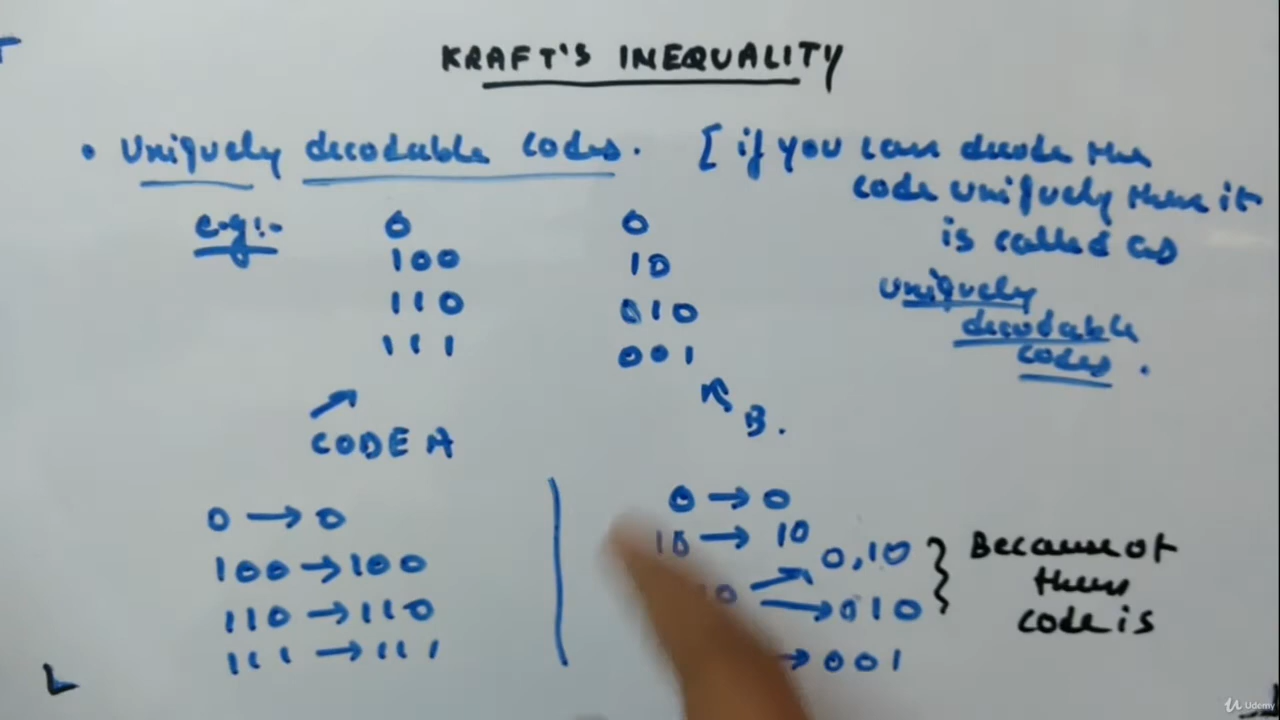 KRAFT'S INEQUALITY
• Uniquely decodable codes. [ if you can decode the
code uniquely then it
is called as
uniquely
decodable
codes.
e.g:- 0 0
100 10
110 010
111 001
CODE A B.
0 → 0 0 → 0
100 → 100 10 → 10
0,10
110 → 110 10 → 010
111 → 111 → 001
} Because of
them
code is
Udemy